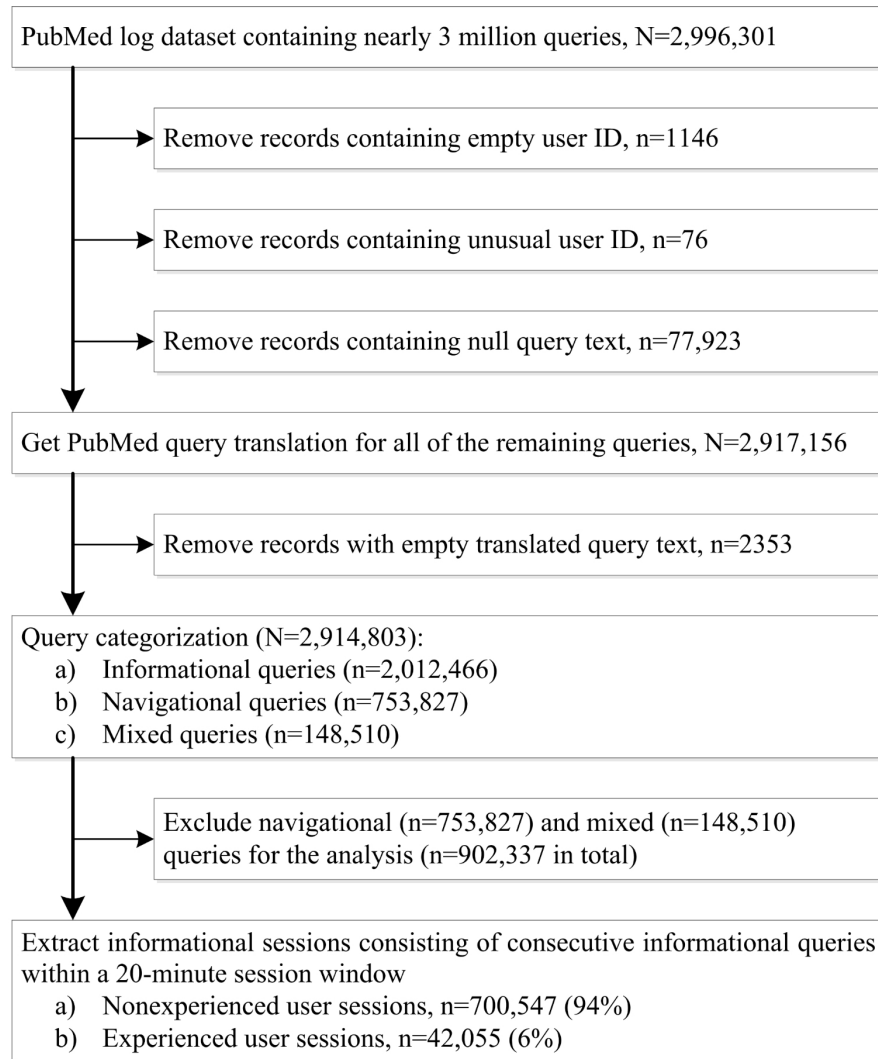 PubMed log dataset containing nearly 3 million queries, N=2,996,301
Remove records containing empty user ID, n=1146
Remove records containing unusual user ID, n=76
Remove records containing null query text, n=77,923
Get PubMed query translation for all of the remaining queries, N=2,917,156
Remove records with empty translated query text, n=2353
Query categorization (N=2,914,803):
a) Informational queries (n=2,012,466)
b) Navigational queries (n=753,827)
c) Mixed queries (n=148,510)
Exclude navigational (n=753,827) and mixed (n=148,510)
queries for the analysis (n=902,337 in total)
Extract informational sessions consisting of consecutive informational queries
within a 20-minute session window
a) Nonexperienced user sessions, n=700,547 (94%)
b) Experienced user sessions, n=42,055 (6%)